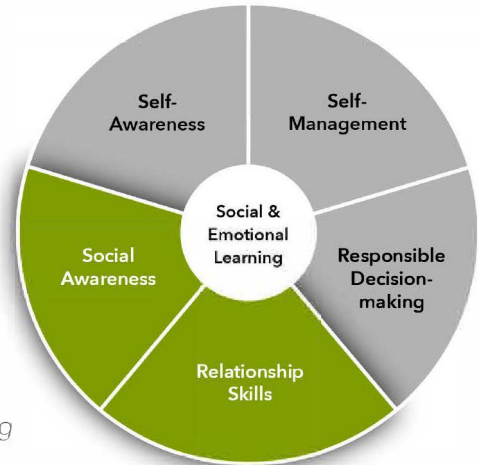 Self-
Awareness
Self-
Management
Social &
Emotional
Learning
Social
Awareness
Responsible
Decision-
making
Relationship
Skills
g